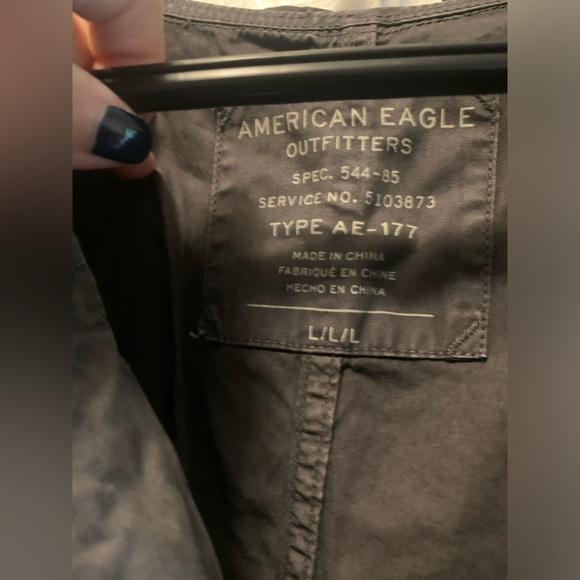 AMERICAN EAGLE
OUTFITTERS
SPEC. 544-85
SERVICE NO. 5103873
TYPE AE-177
MADE IN CHINA
FABRIQUÉ EN CHINE
HECHO EN CHINA
L/L/L